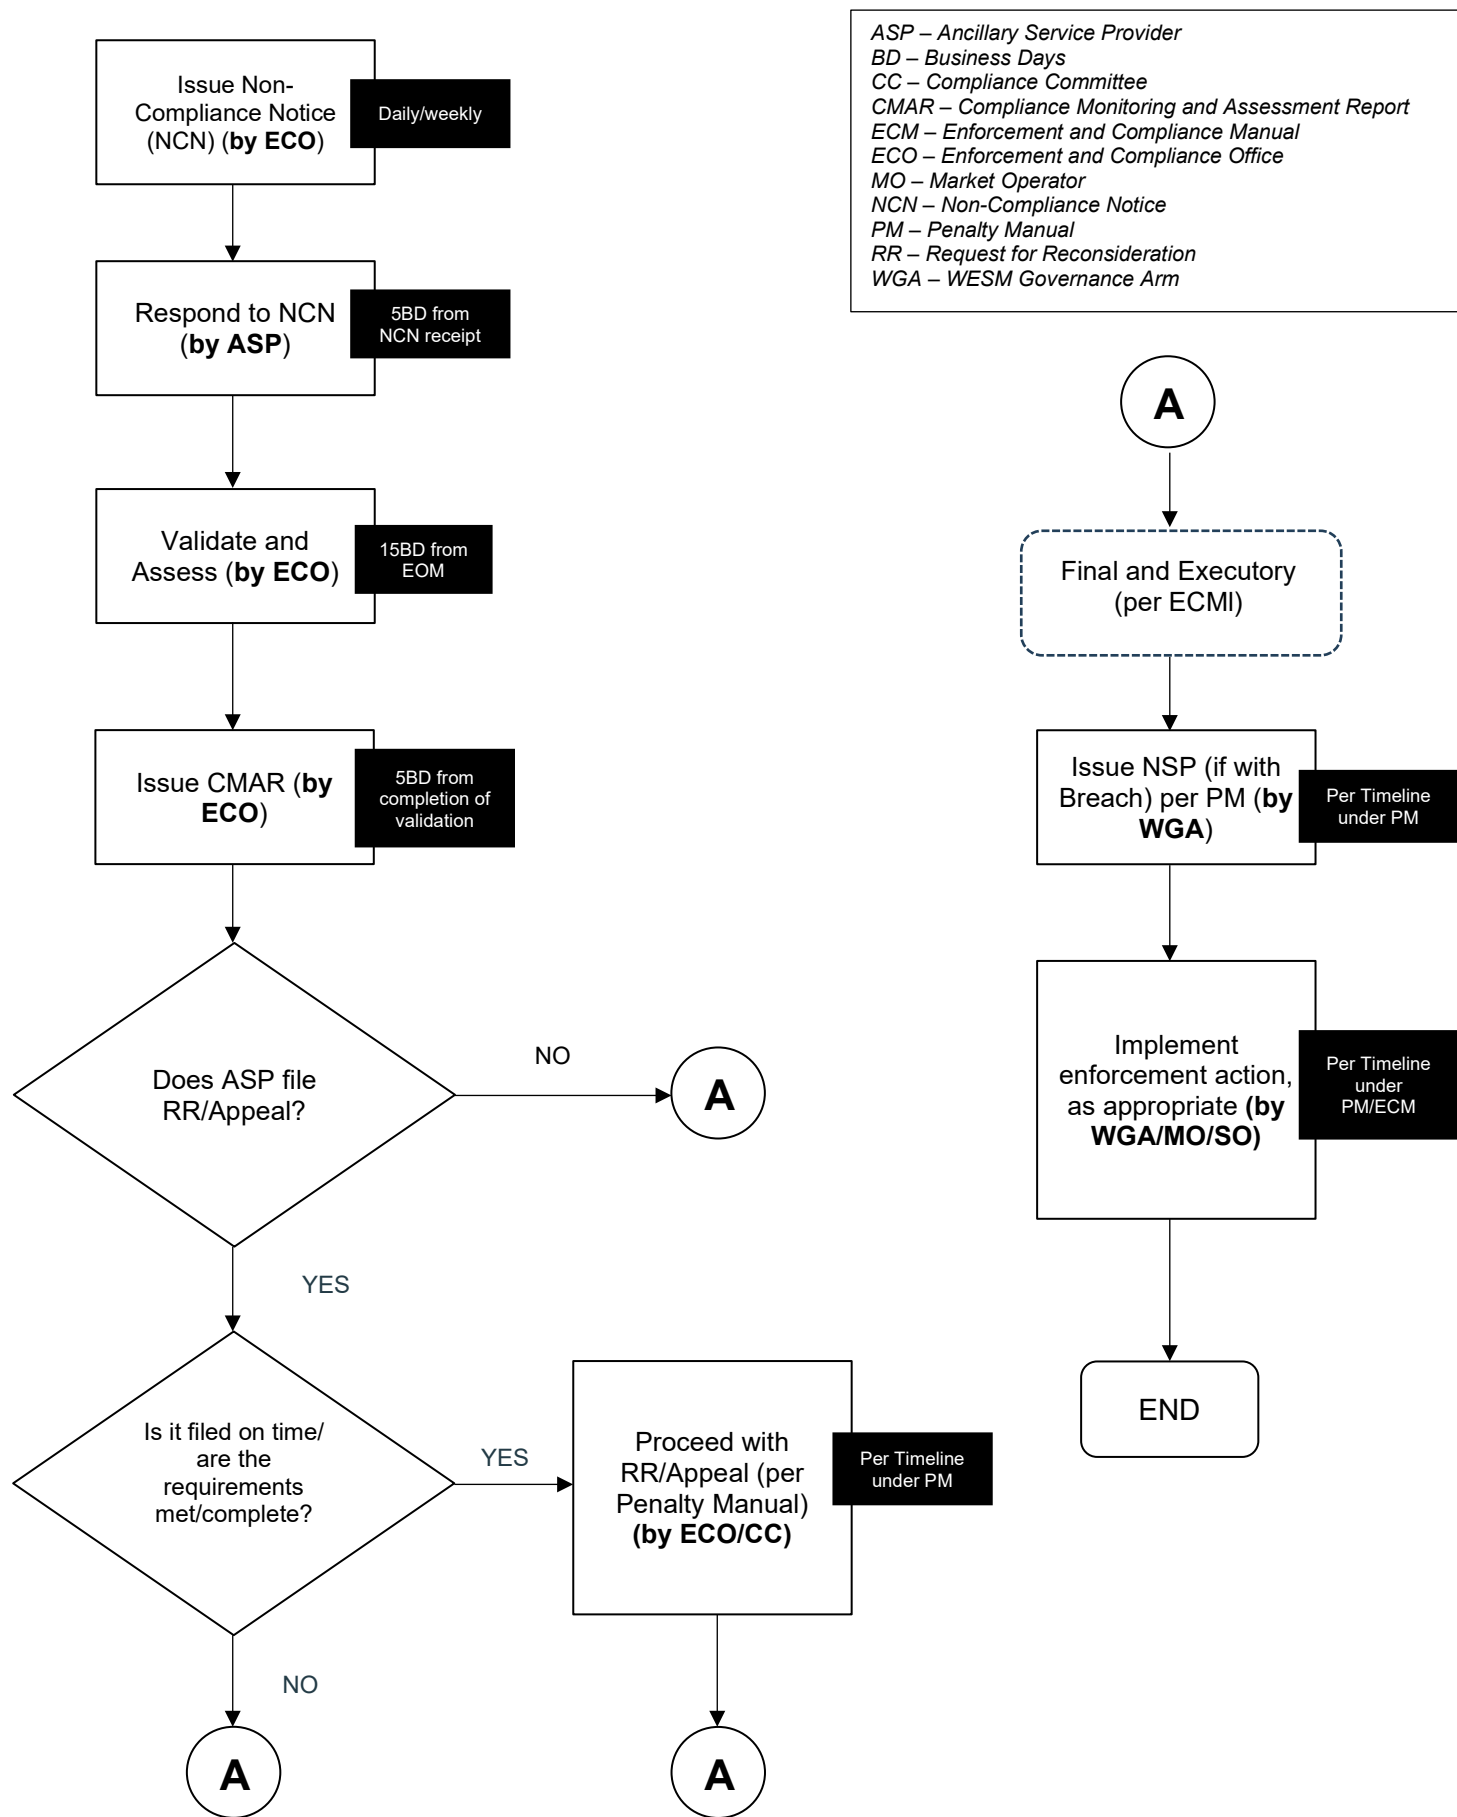 Issue Non-
Compliance Notice
(NCN) (by ECO)
Daily/weekly
Respond to NCN
(by ASP)
5BD from
NCN receipt
Validate and
Assess (by ECO)
15BD from
EOM
Issue CMAR (by
ECO)
5BD from
completion of
validation
Does ASP file
RR/Appeal?
NO
A
YES
Is it filed on time/
are the
requirements
met/complete?
YES
Proceed with
RR/Appeal (per
Penalty Manual)
(by ECO/CC)
Per Timeline
under PM
NO
A
A
ASP – Ancillary Service Provider
BD – Business Days
CC – Compliance Committee
CMAR – Compliance Monitoring and Assessment Report
ECM – Enforcement and Compliance Manual
ECO – Enforcement and Compliance Office
MO – Market Operator
NCN – Non-Compliance Notice
PM – Penalty Manual
RR – Request for Reconsideration
WGA – WESM Governance Arm
A
Final and Executory
(per ECMl)
Issue NSP (if with
Breach) per PM (by
WGA)
Per Timeline
under PM
Implement
enforcement action,
as appropriate (by
WGA/MO/SO)
Per Timeline
under
PM/ECM
END